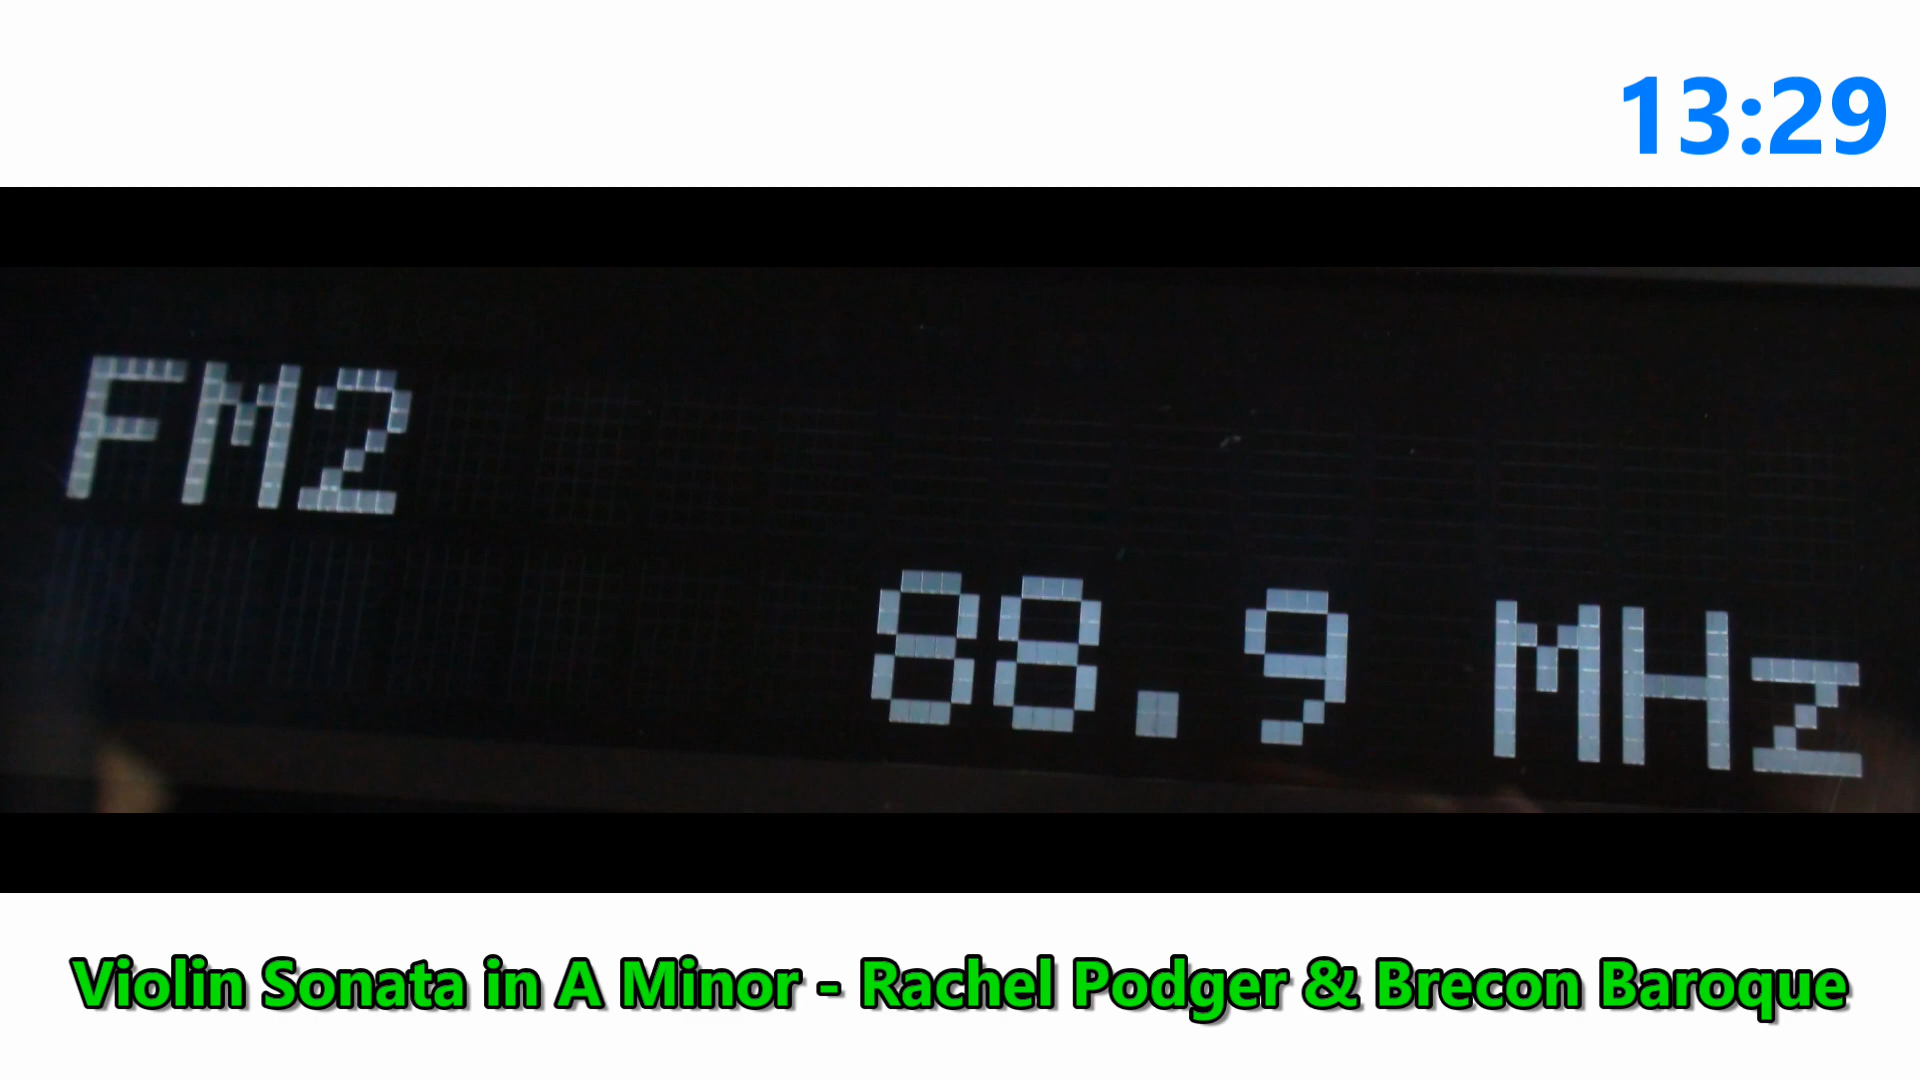 13:29
FM2
88.9 MHz
Violin Sonata in A Minor - Rachel Podger & Brecon Baroque